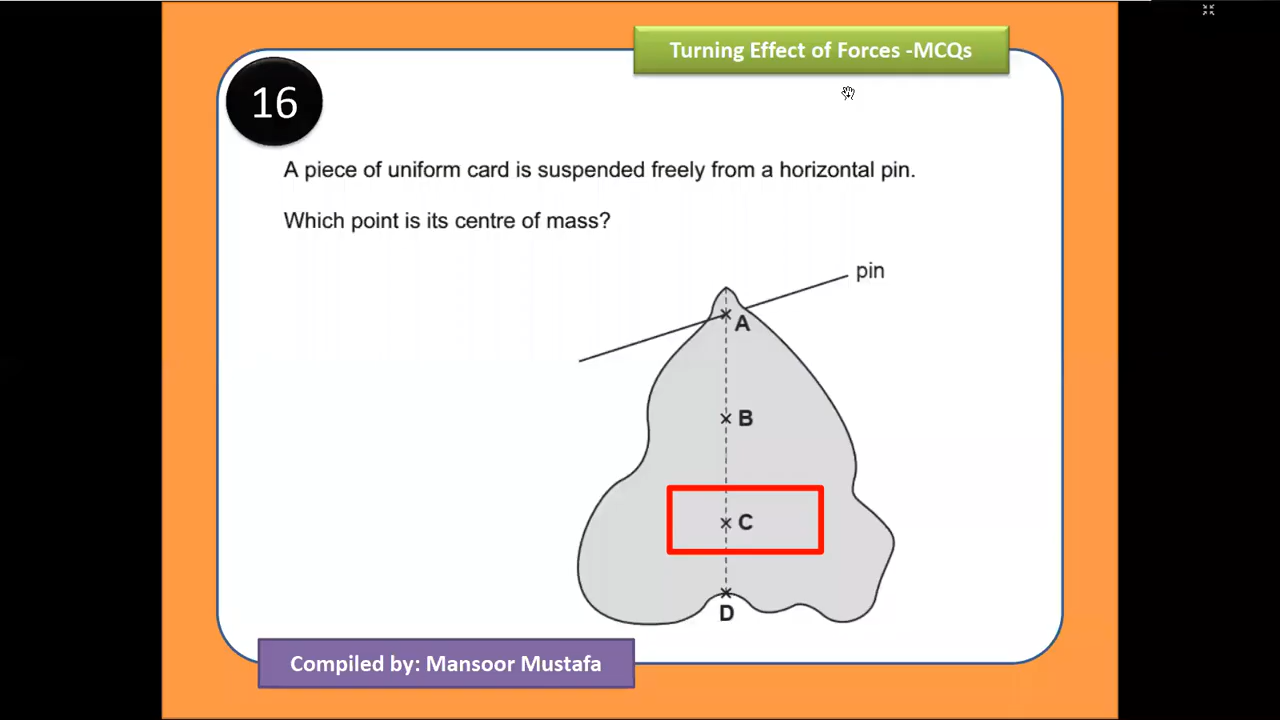 Turning Effect of Forces -MCQs
16
A piece of uniform card is suspended freely from a horizontal pin.
Which point is its centre of mass?
pin
A
B
C
D
Compiled by: Mansoor Mustafa